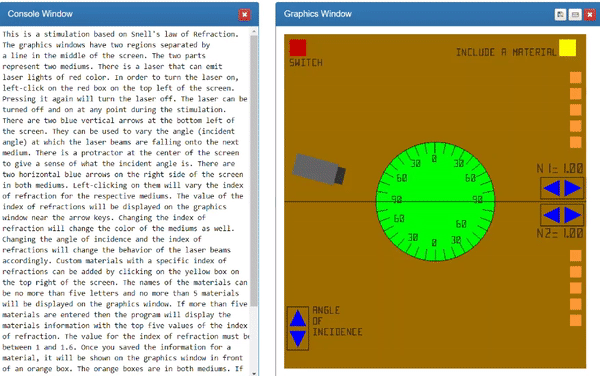 Console Window
This is a stimulation based on Snell's law of Refraction.
The graphics windows have two regions separated by
a line in the middle of the screen. The two parts
represent two mediums. There is a laser that can emit
laser lights of red color. In order to turn the laser on,
left-click on the red box on the top left of the screen.
Pressing it again will turn the laser off. The laser can be
turned off and on at any point during the stimulation.
There are two blue vertical arrows at the bottom left of
the screen. They can be used to vary the angle (incident
angle) at which the laser beams are falling onto the next
medium. There is a protractor at the center of the screen
to give a sense of what the incident angle is. There are
two horizontal blue arrows on the right side of the screen
in both mediums. Left-clicking on them will vary the index
of refraction for the respective mediums. The value of the
index of refractions will be displayed on the graphics
window near the arrow keys. Changing the index of
refraction will change the color of the mediums as well.
Changing the angle of incidence and the index of
refractions will change the behavior of the laser beams
accordingly. Custom materials with a specific index of
refractions can be added by clicking on the yellow box on
the top right of the screen. The names of the materials can
be no more than five letters and no more than 5 materials
will be displayed on the graphics window. If more than five
materials are entered then the program will display the
materials information with the top five values of the index
of refraction. The value for the index of refraction must be
between 1 and 1.6. Once you saved the information for a
material, it will be shown on the graphics window in front
of an orange box. The orange boxes are in both mediums. If
Graphics Window
SWITCH
INCLUDE A MATERIAL
30 0 30
60 60
90 90
60 60
30 0 30
N1=1.00
N2=1.00
ANGLE
OF
INCIDENCE